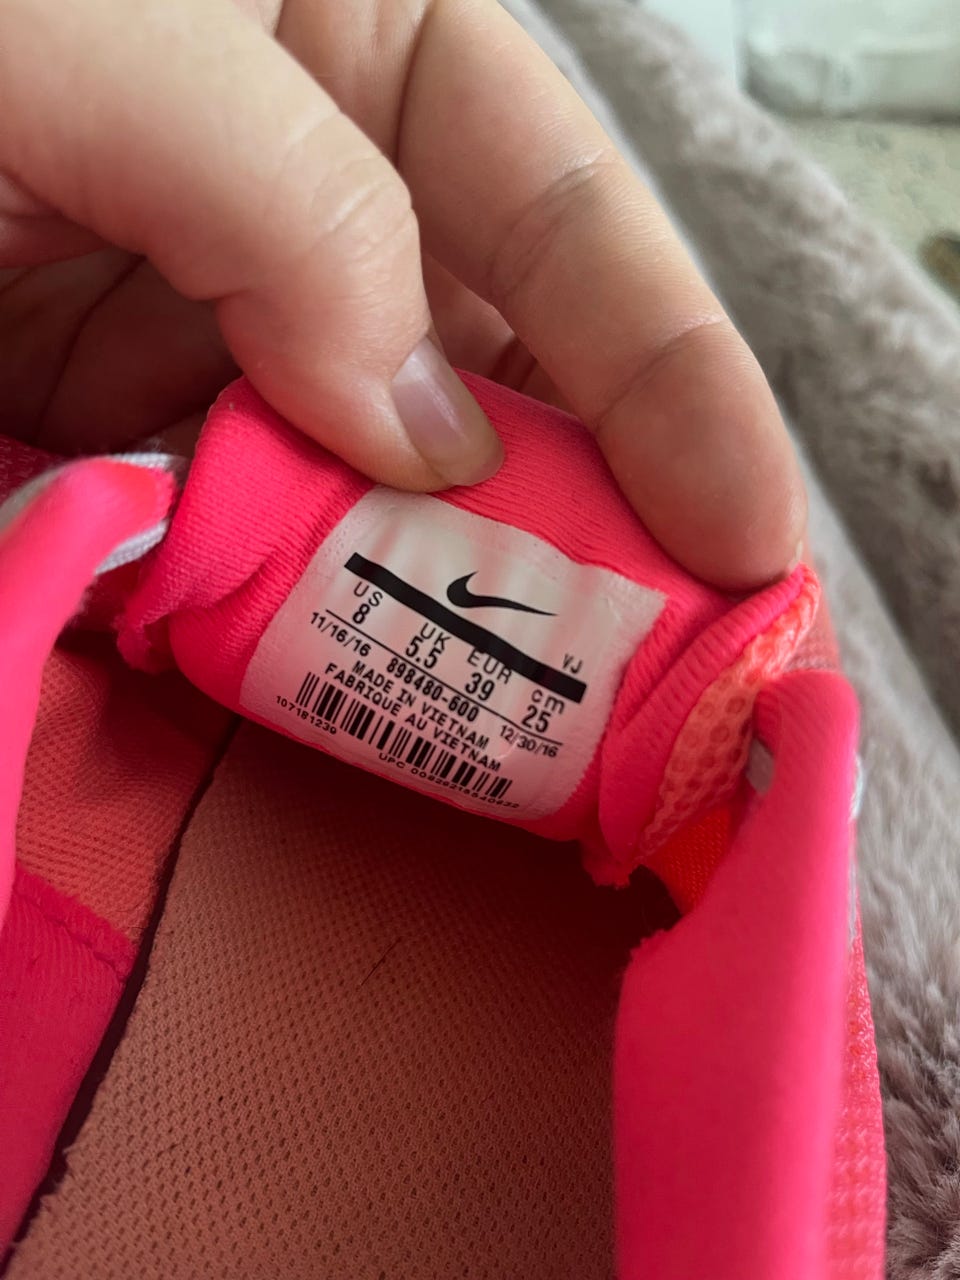 VJ
US UK EUR cm
8 5.5 39 25
11/16/16 898480-600 12/30/16
MADE IN VIETNAM
FABRIQUE AU VIETNAM
107181239
UPC